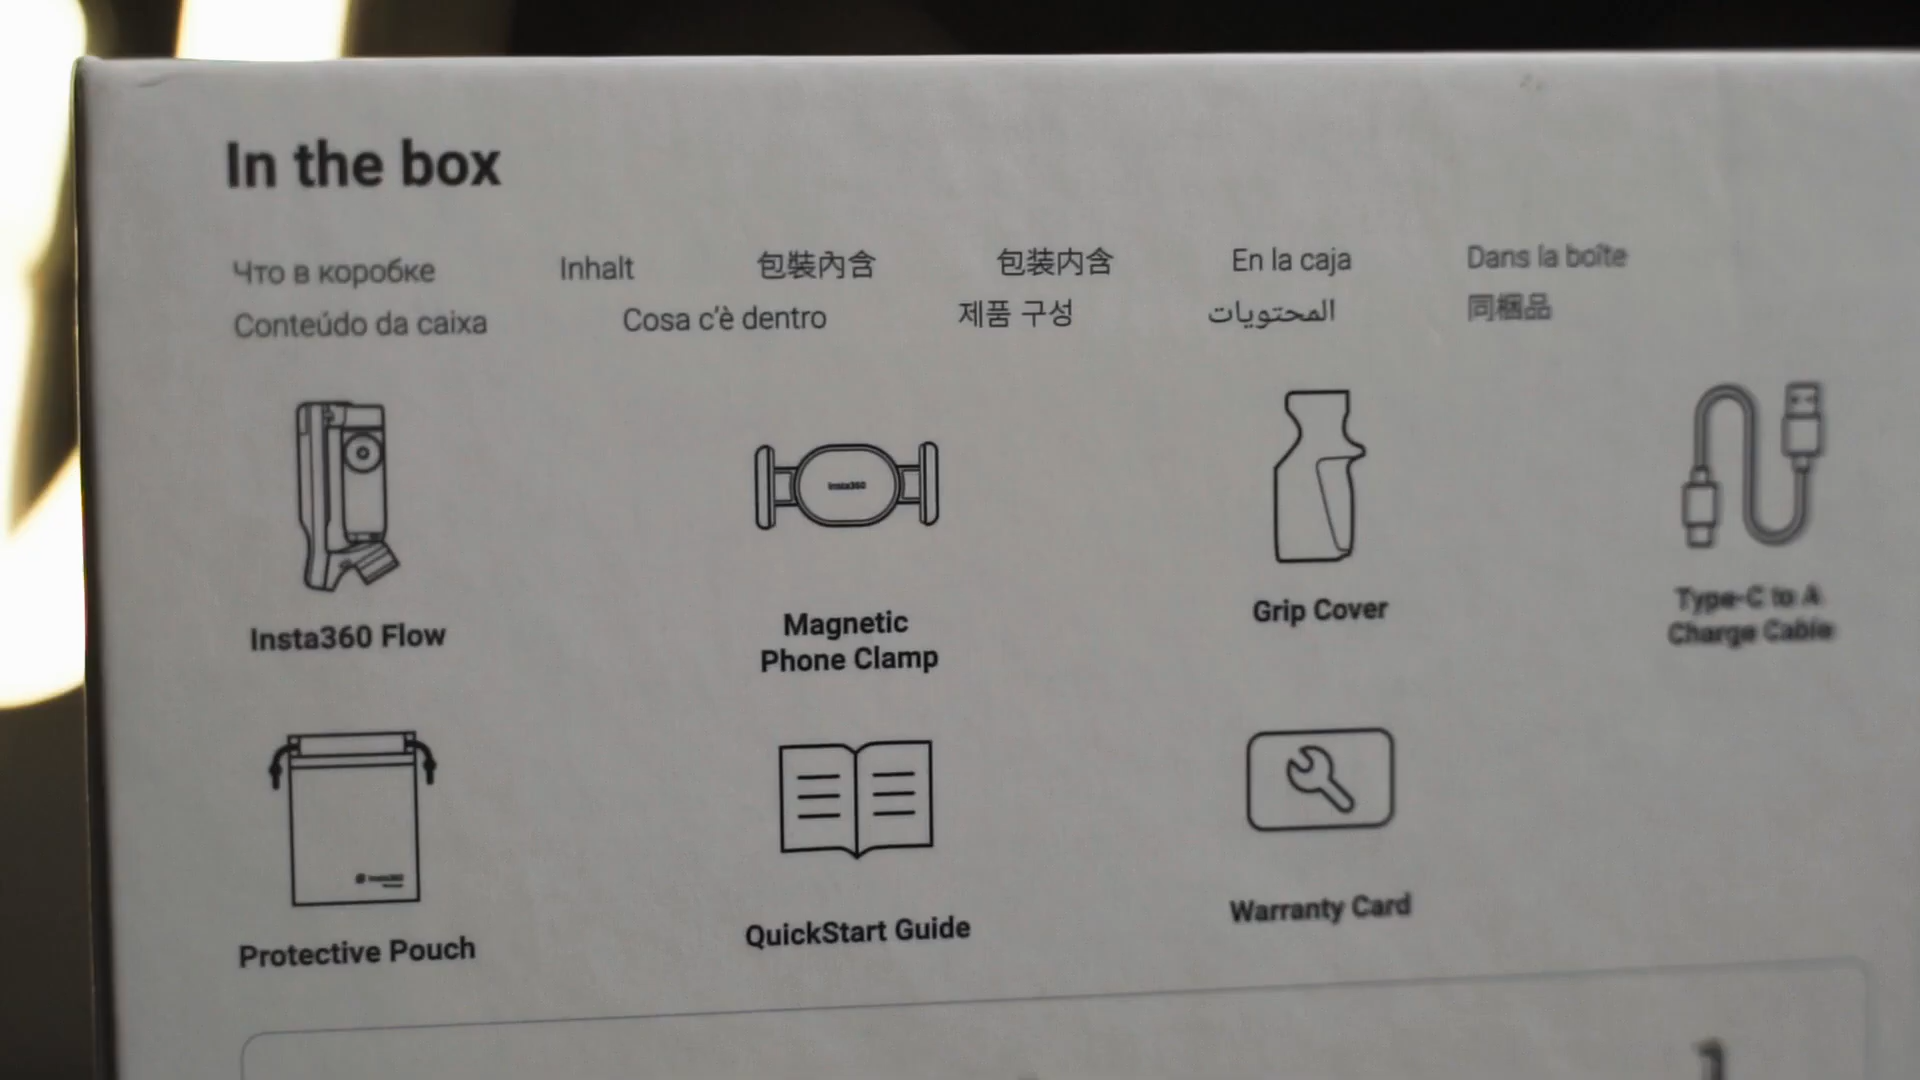 In the box
Что в коробке Inhalt 包裝內含 包装内含 En la caja Dans la boîte
Conteúdo da caixa Cosa c'è dentro 제품 구성 المحتويات 同梱品
Insta360
Insta360 Flow
Magnetic
Phone Clamp
Grip Cover
Type-C to A
Charge Cable
Insta360
Protective Pouch
QuickStart Guide
Warranty Card